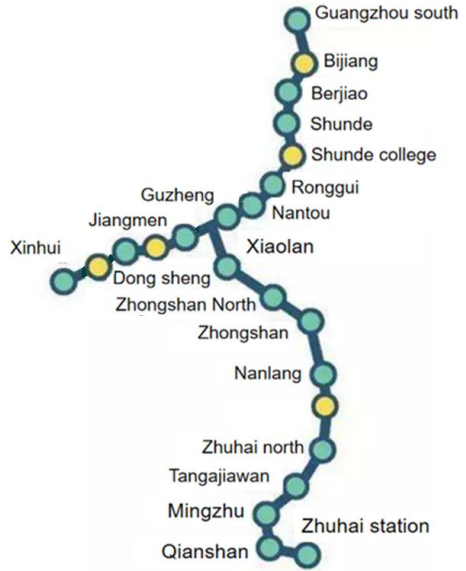 Guangzhou south
Bijiang
Berjiao
Shunde
Shunde college
Ronggui
Guzheng
Nantou
Jiangmen
Xinhui
Xiaolan
Dong sheng
Zhongshan North
Zhongshan
Nanlang
Zhuhai north
Tangajiawan
Mingzhu
Zhuhai station
Qianshan